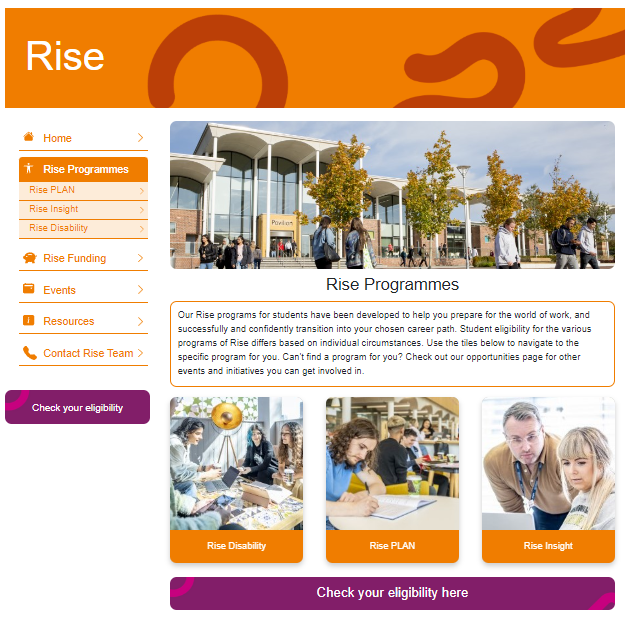 Rise
Home
Rise Programmes
Rise PLAN
Rise Insight
Rise Disability
Rise Funding
Events
Resources
Contact Rise Team
Check your eligibility
Pavilion
Rise Programmes
Our Rise programs for students have been developed to help you prepare for the world of work, and
successfully and confidently transition into your chosen career path. Student eligibility for the various
programs of Rise differs based on individual circumstances. Use the tiles below to navigate to the
specific program for you. Can't find a program for you? Check out our opportunities page for other
events and initiatives you can get involved in.
Rise Disability
Rise PLAN
Rise Insight
Check your eligibility here